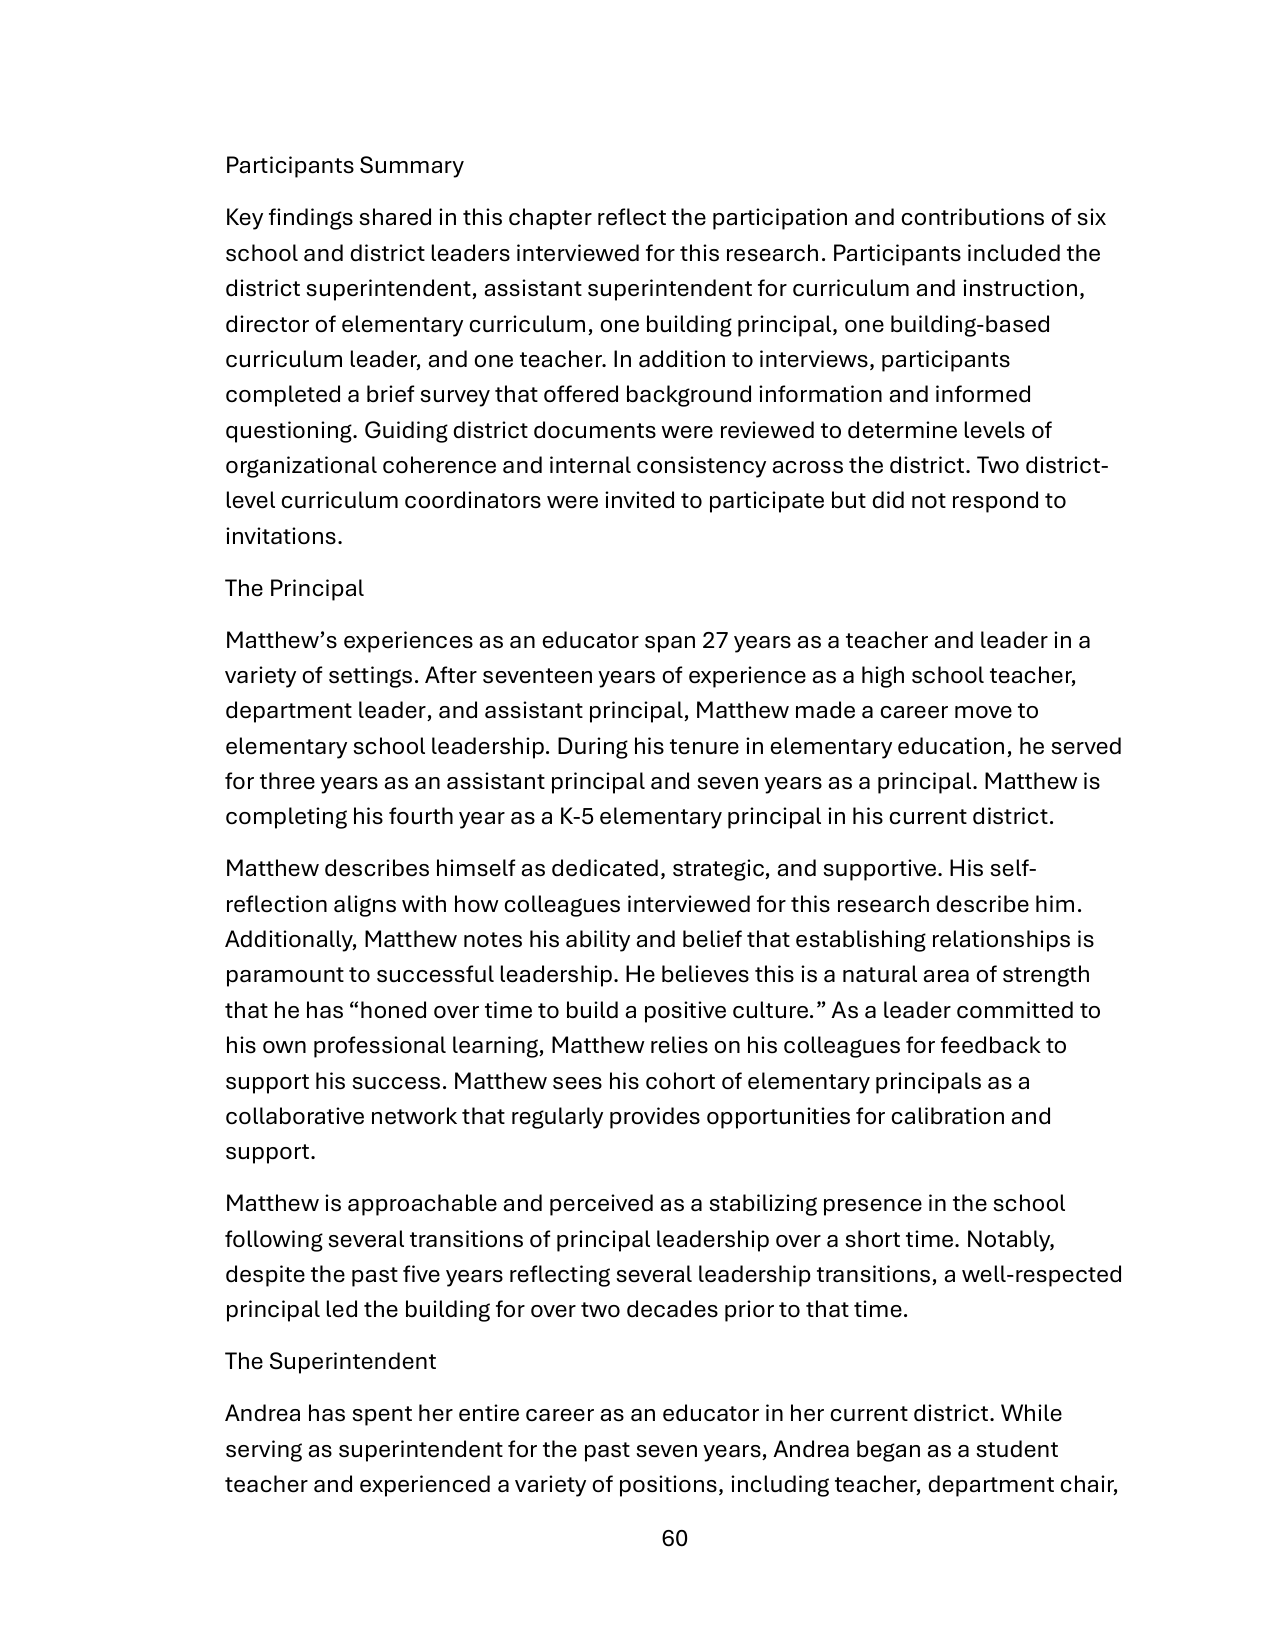 Participants Summary
Key findings shared in this chapter reflect the participation and contributions of six
school and district leaders interviewed for this research. Participants included the
district superintendent, assistant superintendent for curriculum and instruction,
director of elementary curriculum, one building principal, one building-based
curriculum leader, and one teacher. In addition to interviews, participants
completed a brief survey that offered background information and informed
questioning. Guiding district documents were reviewed to determine levels of
organizational coherence and internal consistency across the district. Two district-
level curriculum coordinators were invited to participate but did not respond to
invitations.
The Principal
Matthew’s experiences as an educator span 27 years as a teacher and leader in a
variety of settings. After seventeen years of experience as a high school teacher,
department leader, and assistant principal, Matthew made a career move to
elementary school leadership. During his tenure in elementary education, he served
for three years as an assistant principal and seven years as a principal. Matthew is
completing his fourth year as a K-5 elementary principal in his current district.
Matthew describes himself as dedicated, strategic, and supportive. His self-
reflection aligns with how colleagues interviewed for this research describe him.
Additionally, Matthew notes his ability and belief that establishing relationships is
paramount to successful leadership. He believes this is a natural area of strength
that he has “honed over time to build a positive culture.” As a leader committed to
his own professional learning, Matthew relies on his colleagues for feedback to
support his success. Matthew sees his cohort of elementary principals as a
collaborative network that regularly provides opportunities for calibration and
support.
Matthew is approachable and perceived as a stabilizing presence in the school
following several transitions of principal leadership over a short time. Notably,
despite the past five years reflecting several leadership transitions, a well-respected
principal led the building for over two decades prior to that time.
The Superintendent
Andrea has spent her entire career as an educator in her current district. While
serving as superintendent for the past seven years, Andrea began as a student
teacher and experienced a variety of positions, including teacher, department chair,
60